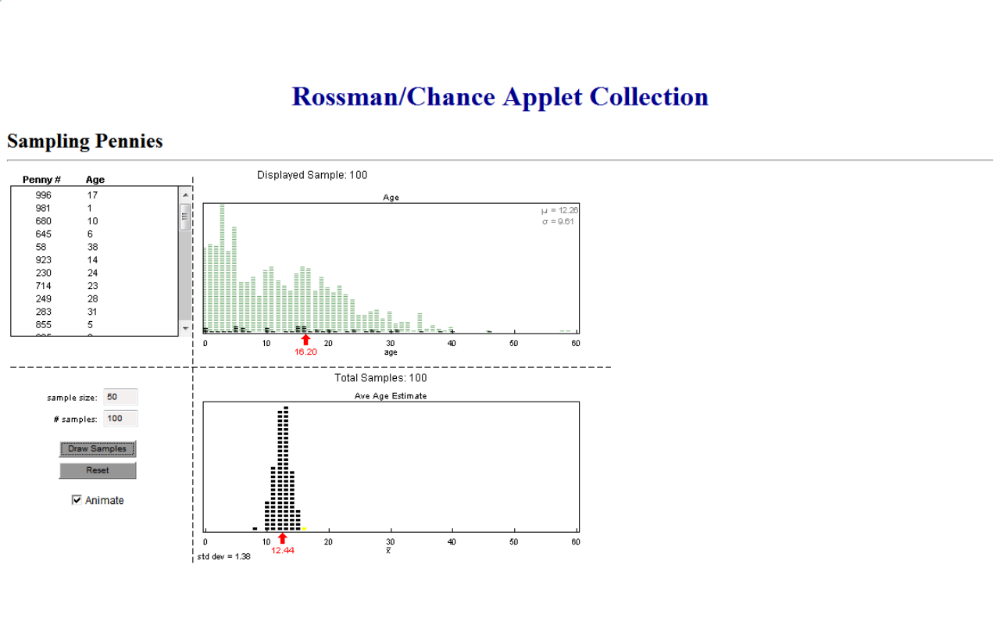 Rossman/Chance Applet Collection
Sampling Pennies
Penny # Age
996 17
981 1
680 10
645 6
58 38
923 14
230 24
714 23
249 28
283 31
855 5
Displayed Sample: 100
Age
μ = 12.26
σ = 9.61
0 10 20 30 40 50 60
16.20
age
sample size: 50
# samples: 100
Draw Samples
Reset
Animate
Total Samples: 100
Ave Age Estimate
0 10 20 30 40 50 60
12.44
x̅
std dev = 1.38